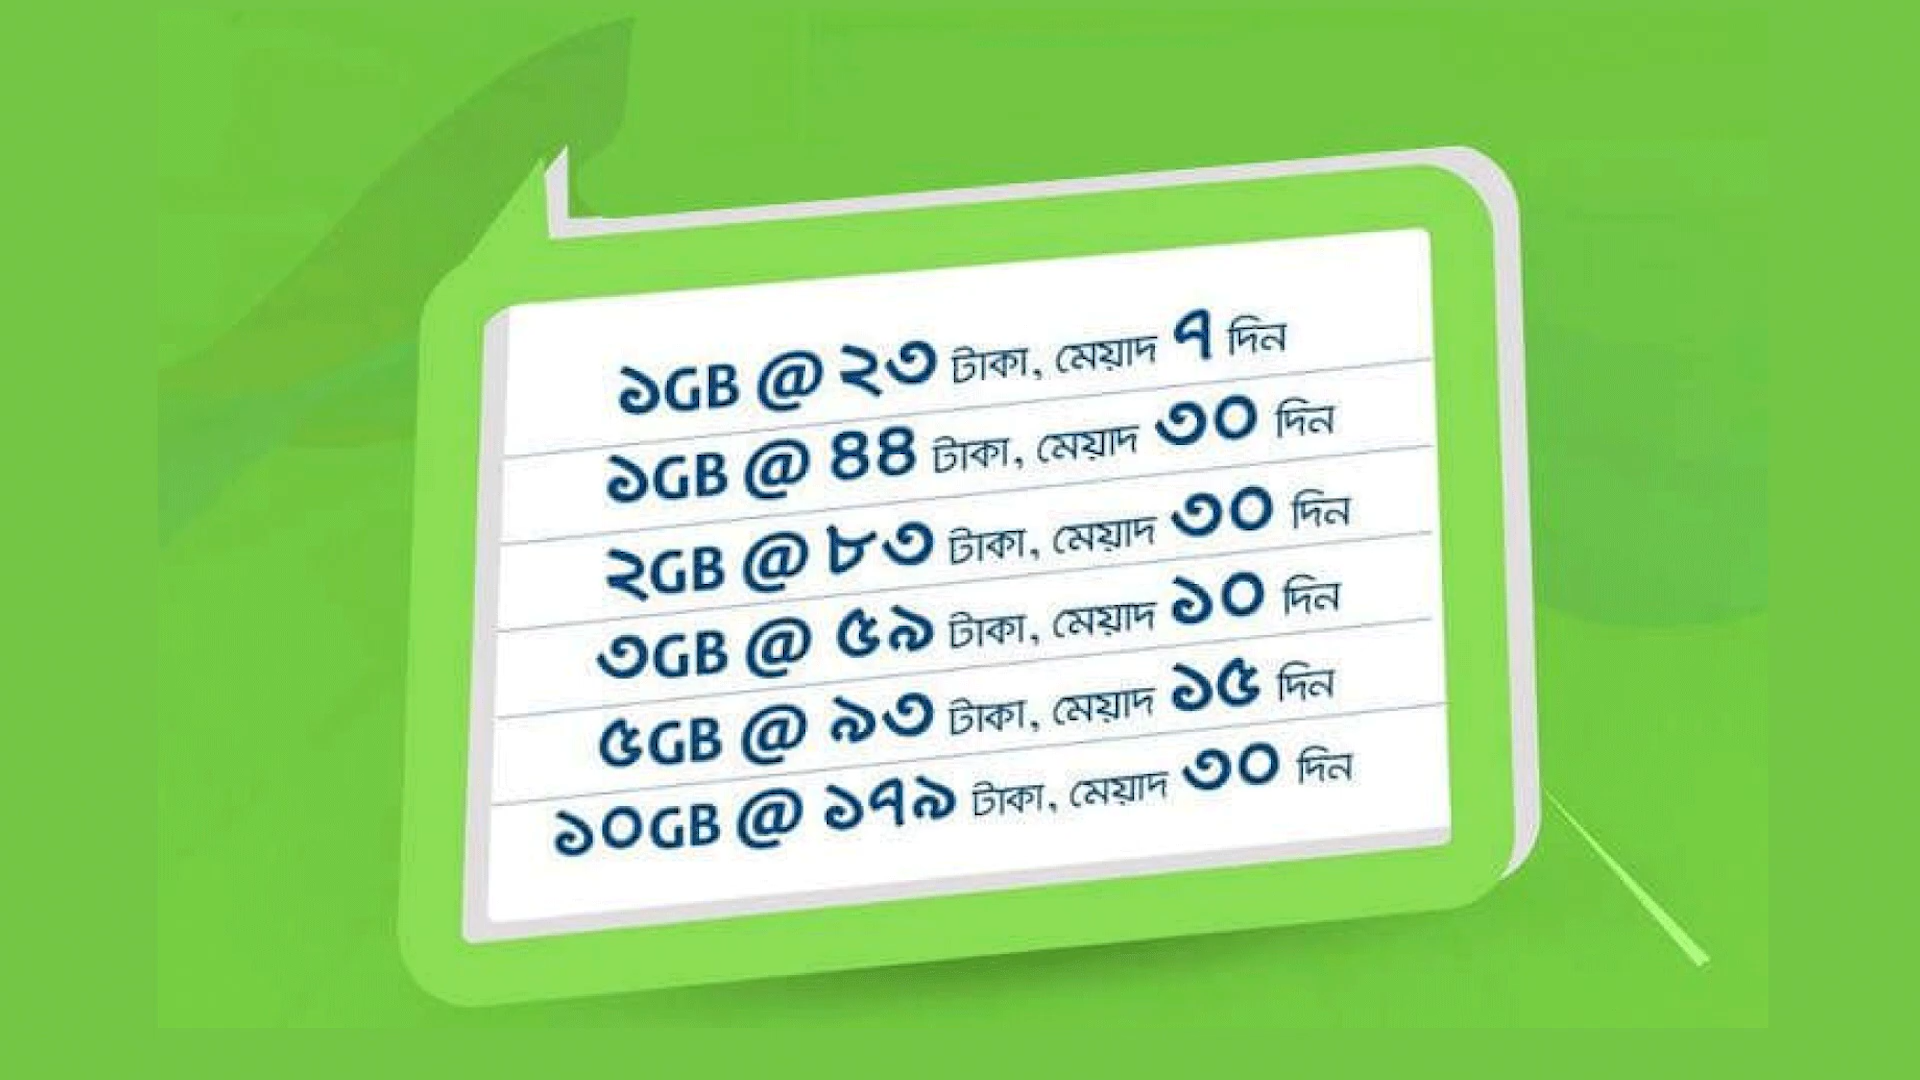 ১GB @ ২৩ টাকা, মেয়াদ ৭ দিন
১GB @ ৪৪ টাকা, মেয়াদ ৩০ দিন
২GB @ ৮৩ টাকা, মেয়াদ ৩০ দিন
৩GB @ ৫৯ টাকা, মেয়াদ ১০ দিন
৫GB @ ৯৩ টাকা, মেয়াদ ১৫ দিন
১০GB @ ১৭৯ টাকা, মেয়াদ ৩০ দিন